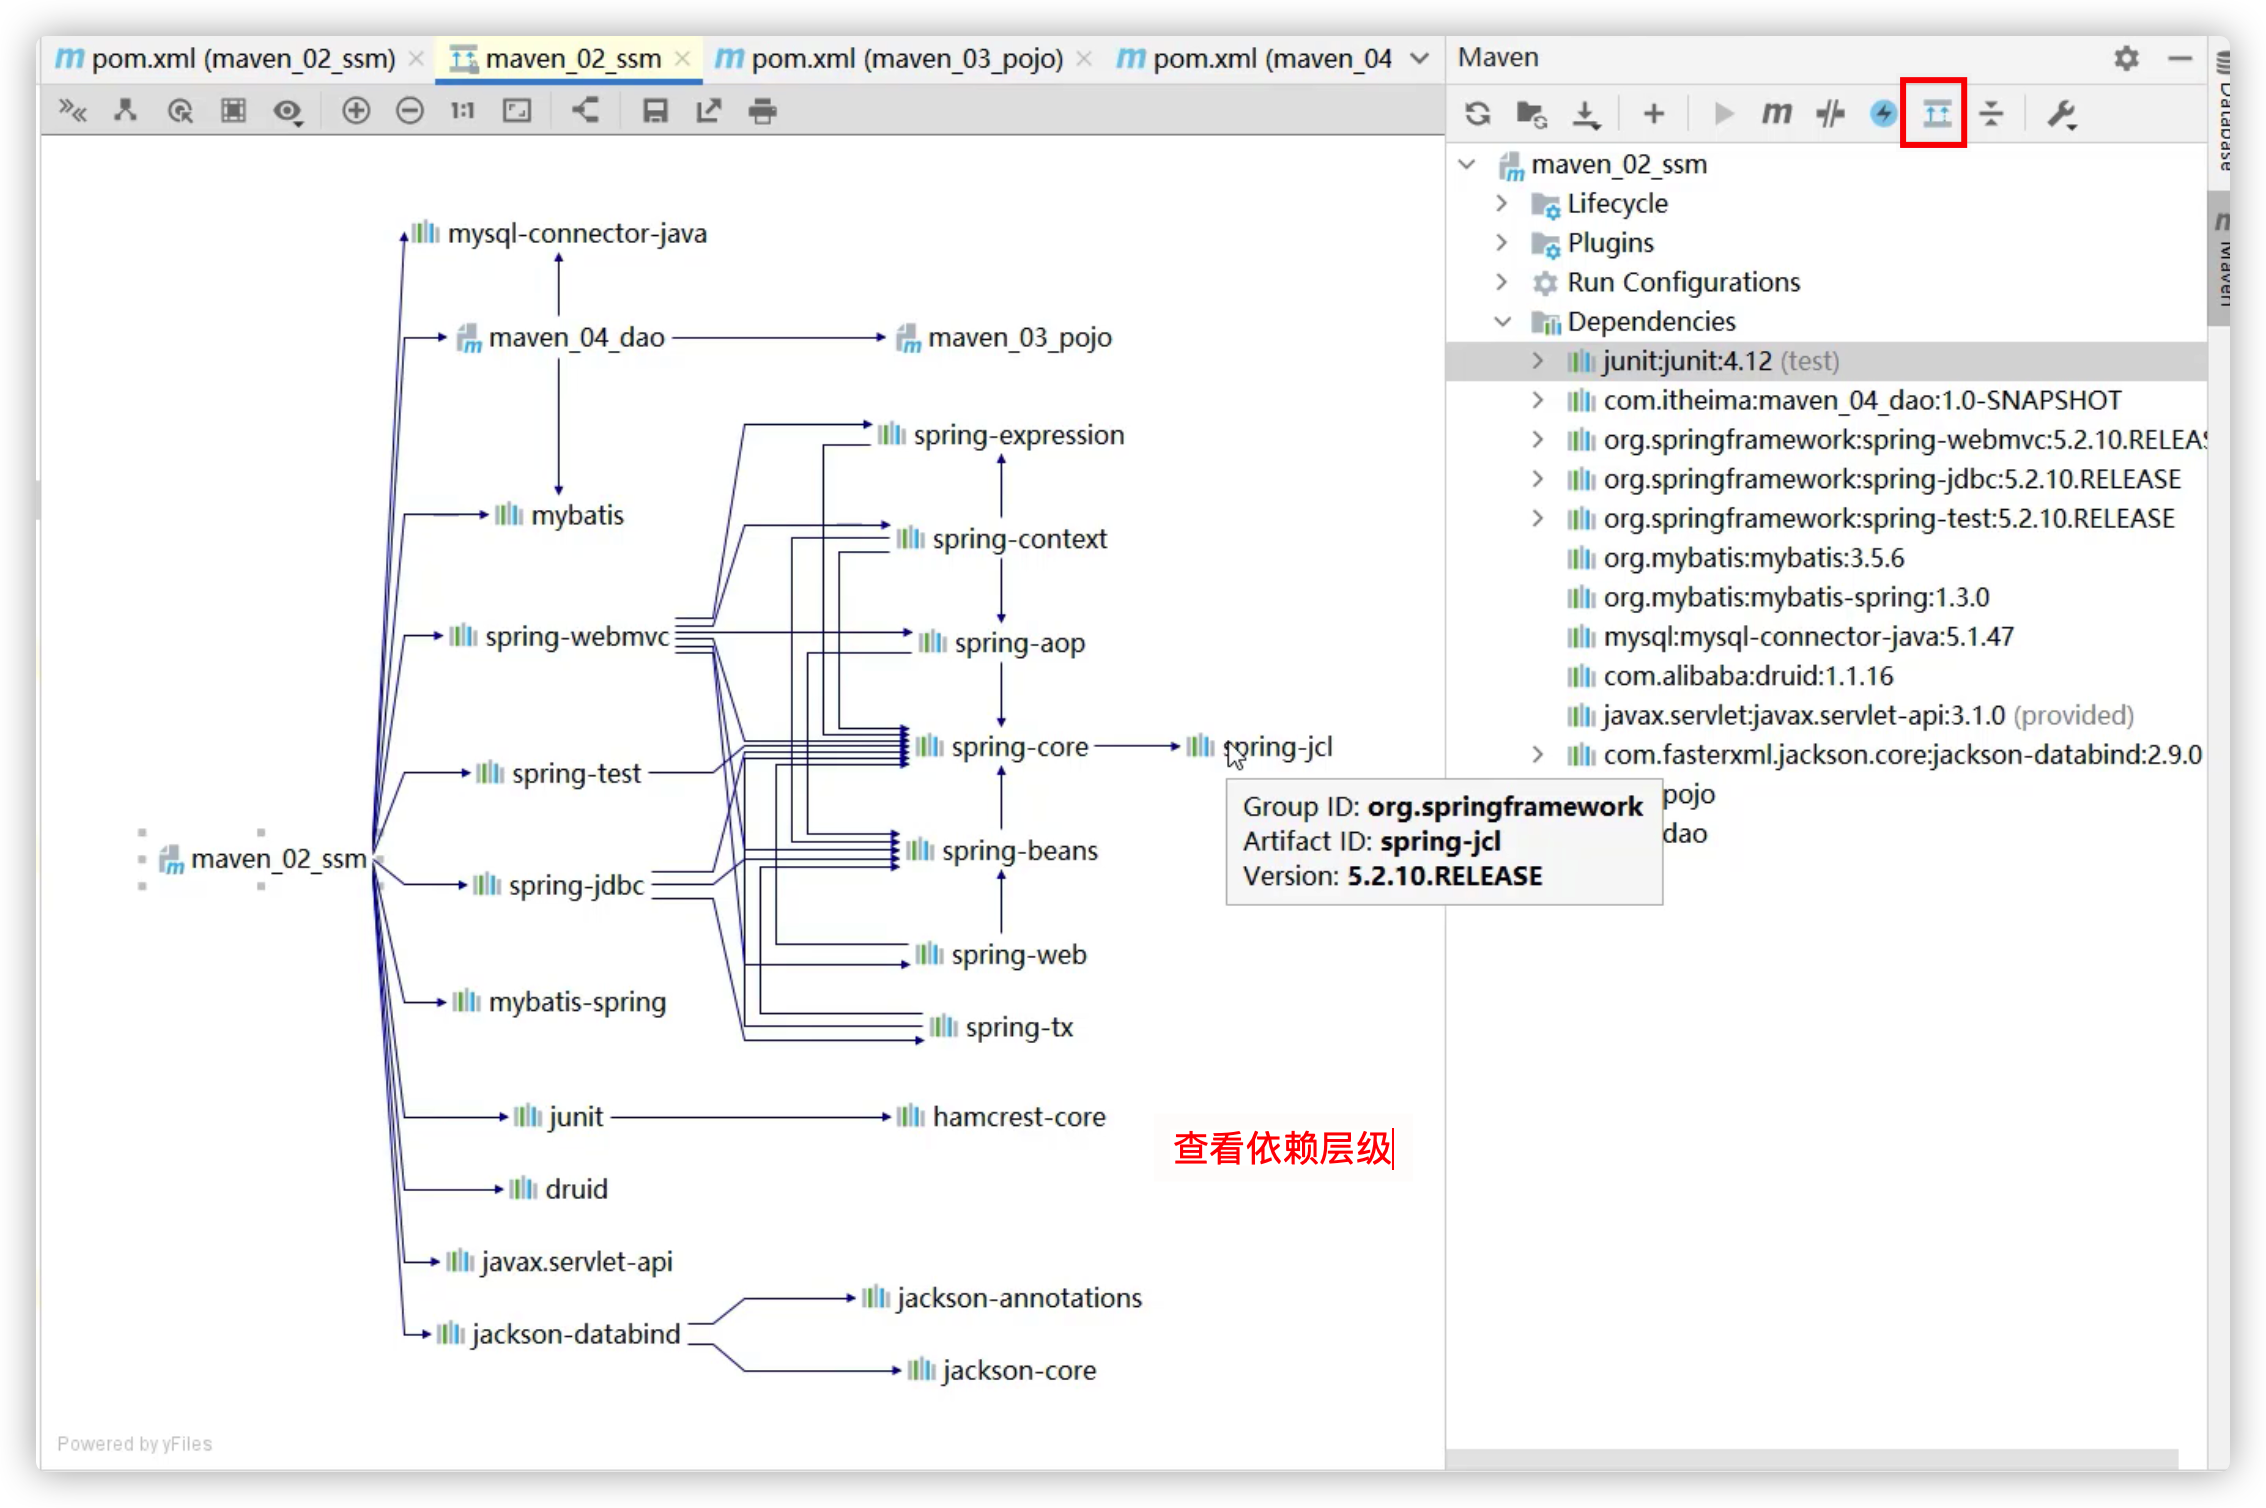 pom.xml (maven_02_ssm)
maven_02_ssm
pom.xml (maven_03_pojo)
pom.xml (maven_04
1:1
mysql-connector-java
maven_04_dao
maven_03_pojo
spring-expression
mybatis
spring-context
spring-webmvc
spring-aop
spring-core
spring-jcl
spring-test
spring-beans
maven_02_ssm
spring-jdbc
spring-web
mybatis-spring
spring-tx
junit
hamcrest-core
查看依赖层级
druid
javax.servlet-api
jackson-annotations
jackson-databind
jackson-core
Powered by yFiles
Group ID: org.springframework
Artifact ID: spring-jcl
Version: 5.2.10.RELEASE
Maven
maven_02_ssm
Lifecycle
Plugins
Run Configurations
Dependencies
junit:junit:4.12 (test)
com.itheima:maven_04_dao:1.0-SNAPSHOT
org.springframework:spring-webmvc:5.2.10.RELEAS
org.springframework:spring-jdbc:5.2.10.RELEASE
org.springframework:spring-test:5.2.10.RELEASE
org.mybatis:mybatis:3.5.6
org.mybatis:mybatis-spring:1.3.0
mysql:mysql-connector-java:5.1.47
com.alibaba:druid:1.1.16
javax.servlet:javax.servlet-api:3.1.0 (provided)
com.fasterxml.jackson.core:jackson-databind:2.9.0
pojo
dao
Database
Maven